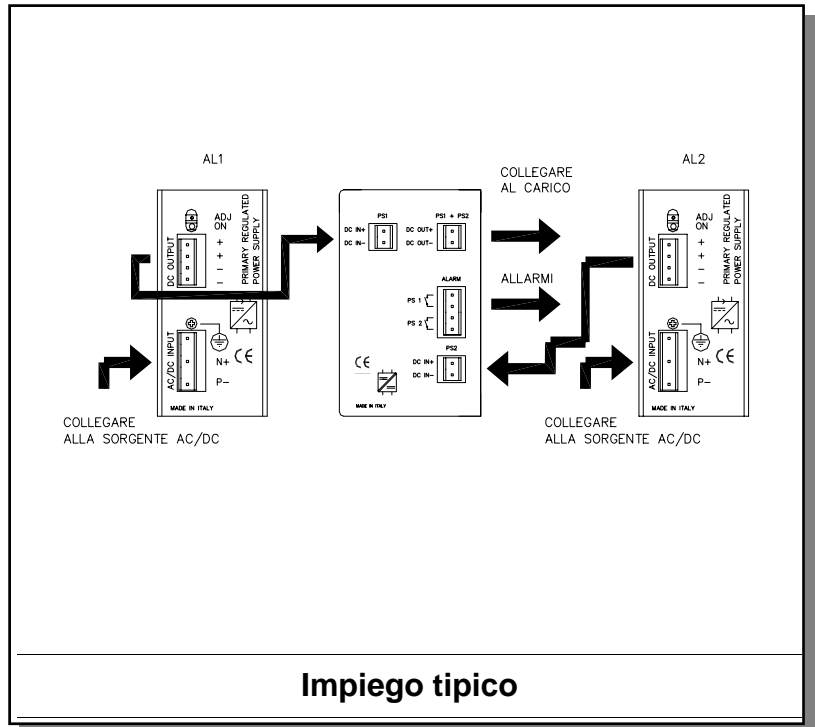 AL1
ADJ
ON
+
+
-
-
DC OUTPUT
PRIMARY REGULATED
POWER SUPPLY
AC/DC INPUT
N+
P-
CE
MADE IN ITALY
COLLEGARE
ALLA SORGENTE AC/DC
PS1
DC IN+
DC IN-
PS1 + PS2
DC OUT+
DC OUT-
ALARM
PS 1
PS 2
PS2
DC IN+
DC IN-
CE
MADE IN ITALY
COLLEGARE
AL CARICO
ALLARMI
AL2
ADJ
ON
+
+
-
-
DC OUTPUT
PRIMARY REGULATED
POWER SUPPLY
AC/DC INPUT
N+
P-
CE
MADE IN ITALY
COLLEGARE
ALLA SORGENTE AC/DC
Impiego tipico